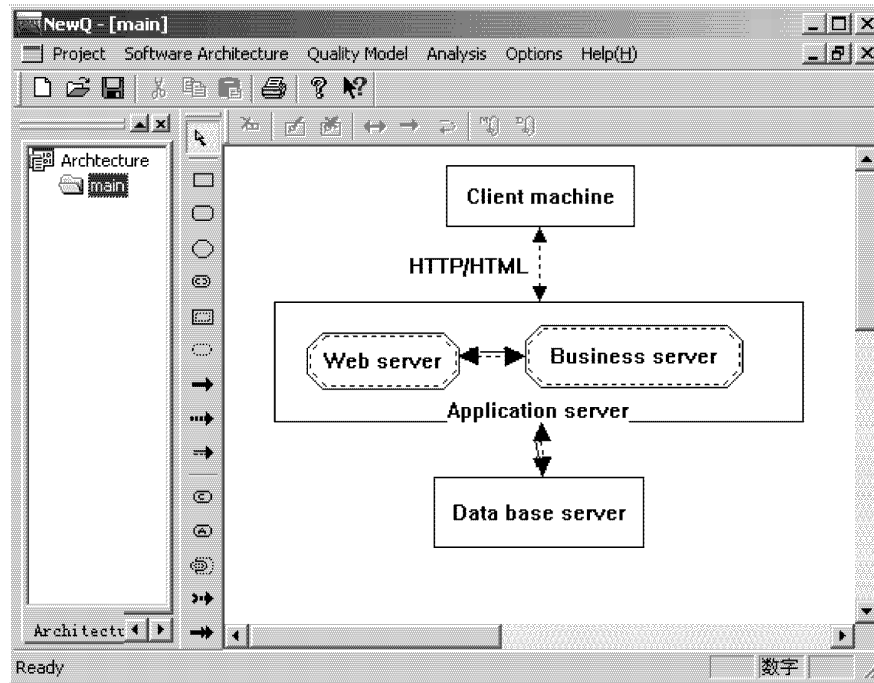 NewQ - [main]
Project Software Architecture Quality Model Analysis Options Help(H)
Archtecture
main
Client machine
HTTP/HTML
Web server
Business server
Application server
Data base server
Architectu
Ready
数字